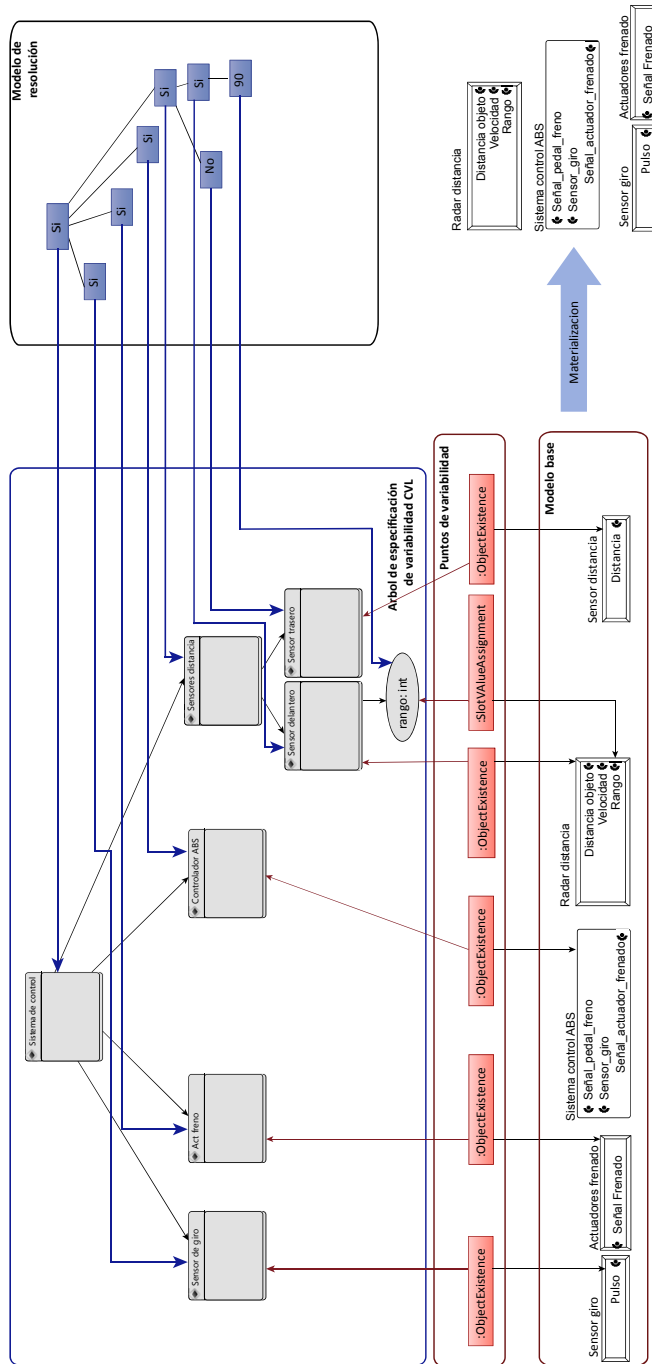 Modelo de
resolución
Si
Si
Si
Si
Si
Si
No
90
Sistema de control
Sensor de giro
Act freno
Controlador ABS
Sensores distancia
Sensor delantero
Sensor trasero
rango: int
Arbol de especificación
de variabilidad CVL
Puntos de variabilidad
:ObjectExistence
:ObjectExistence
:ObjectExistence
:ObjectExistence
:SlotVAlueAssignment
:ObjectExistence
Modelo base
Sensor giro
Pulso
Actuadores frenado
Señal Frenado
Sistema control ABS
Señal_pedal_freno
Sensor_giro
Señal_actuador_frenado
Radar distancia
Distancia objeto
Velocidad
Rango
Sensor distancia
Distancia
Materializacion
Radar distancia
Distancia objeto
Velocidad
Rango
Sistema control ABS
Señal_pedal_freno
Sensor_giro
Señal_actuador_frenado
Sensor giro
Pulso
Actuadores frenado
Señal Frenado